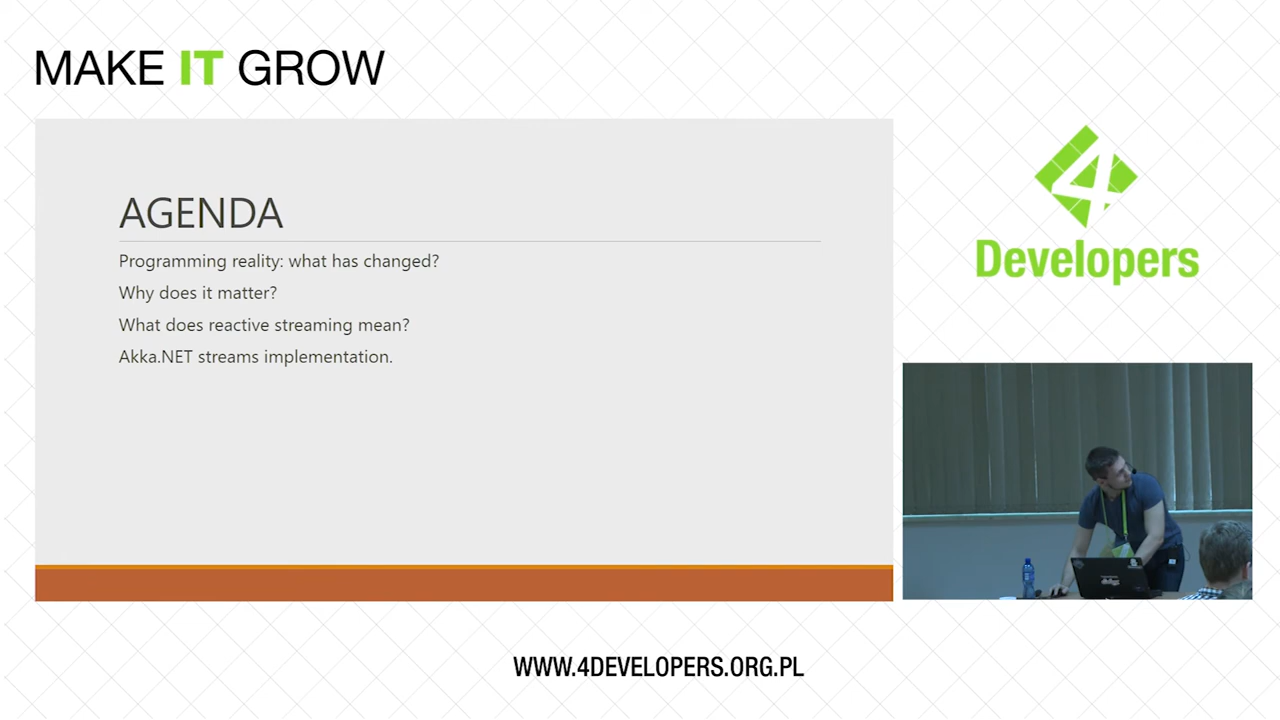 MAKE IT GROW
AGENDA
Programming reality: what has changed?
Why does it matter?
What does reactive streaming mean?
Akka.NET streams implementation.
4
Developers
WWW.4DEVELOPERS.ORG.PL